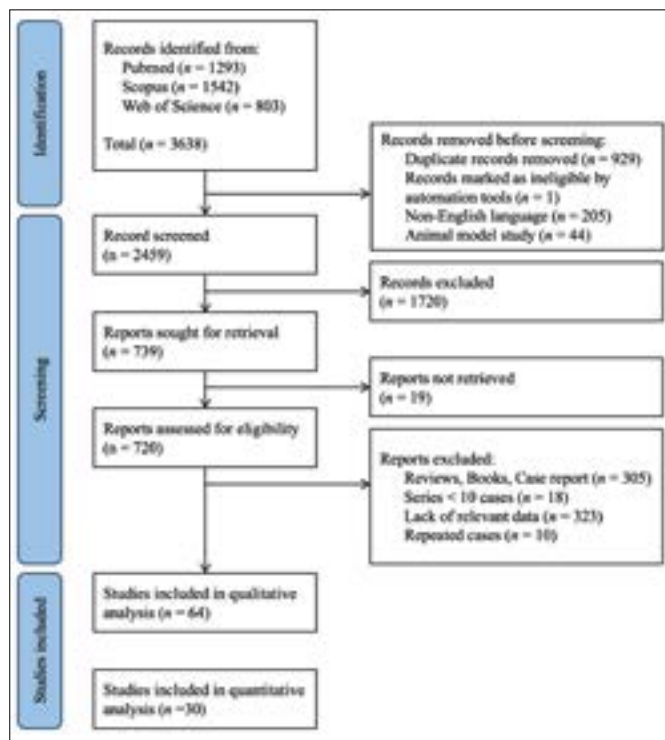 Identification
Records identified from:
Pubmed (n = 1293)
Scopus (n = 1542)
Web of Science (n = 803)
Total (n = 3638)
Records removed before screening:
Duplicate records removed (n = 929)
Records marked as ineligible by
automation tools (n = 1)
Non-English language (n = 205)
Animal model study (n = 44)
Screening
Record screened
(n = 2459)
Records excluded
(n = 1720)
Reports sought for retrieval
(n = 739)
Reports not retrieved
(n = 19)
Reports assessed for eligibility
(n = 720)
Reports excluded:
Reviews, Books, Case report (n = 305)
Series < 10 cases (n = 18)
Lack of relevant data (n = 323)
Repeated cases (n = 10)
Studies included
Studies included in qualitative
analysis (n = 64)
Studies included in quantitative
analysis (n =30)